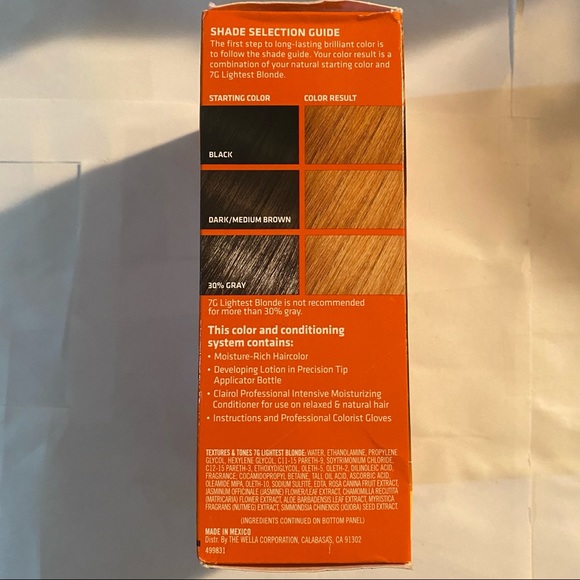 SHADE SELECTION GUIDE
The first step to long-lasting brilliant color is
to follow the shade guide. Your color result is a
combination of your natural starting color and
7G Lightest Blonde.
STARTING COLOR COLOR RESULT
BLACK
DARK/MEDIUM BROWN
30% GRAY
7G Lightest Blonde is not recommended
for more than 30% gray.
This color and conditioning
system contains:
• Moisture-Rich Haircolor
• Developing Lotion in Precision Tip
Applicator Bottle
• Clairol Professional Intensive Moisturizing
Conditioner for use on relaxed & natural hair
• Instructions and Professional Colorist Gloves
TEXTURES & TONES 7G LIGHTEST BLONDE: WATER, ETHANOLAMINE, PROPYLENE
GLYCOL, HEXYLENE GLYCOL, C11-15 PARETH-9, SOYTRIMONIUM CHLORIDE,
C12-15 PARETH-3, ETHOXYDIGLYCOL, OLETH-5, OLETH-2, DILINOLEIC ACID,
FRAGRANCE, COCAMIDOPROPYL BETAINE, TALL OIL ACID, ASCORBIC ACID,
OLEAMIDE MIPA, OLETH-10, SODIUM SULFITE, EDTA, ROSA CANINA FRUIT EXTRACT,
JASMINUM OFFICINALE (JASMINE) FLOWER/LEAF EXTRACT, CHAMOMILLA RECUTITA
(MATRICARIA) FLOWER EXTRACT, ALOE BARBADENSIS LEAF EXTRACT, MYRISTICA
FRAGRANS (NUTMEG) EXTRACT, SIMMONDSIA CHINENSIS (JOJOBA) SEED EXTRACT.
(INGREDIENTS CONTINUED ON BOTTOM PANEL)
MADE IN MEXICO
Distr. By THE WELLA CORPORATION, CALABASAS, CA 91302
499831